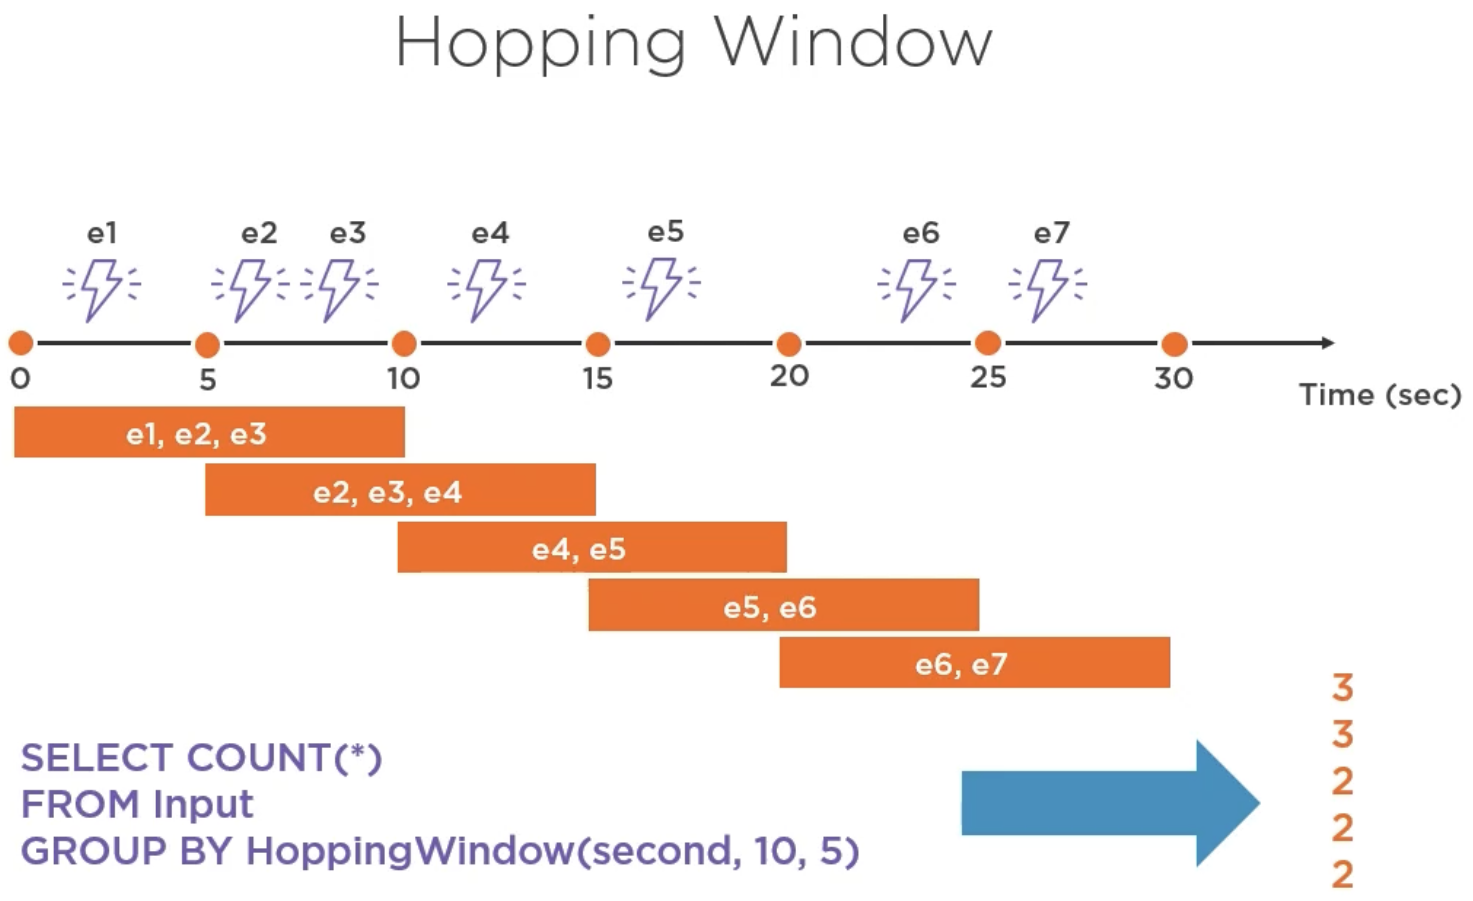 Hopping Window
e1 e2 e3 e4 e5 e6 e7
0 5 10 15 20 25 30
Time (sec)
e1, e2, e3
e2, e3, e4
e4, e5
e5, e6
e6, e7
SELECT COUNT(*)
FROM Input
GROUP BY HoppingWindow(second, 10, 5)
3
3
2
2
2